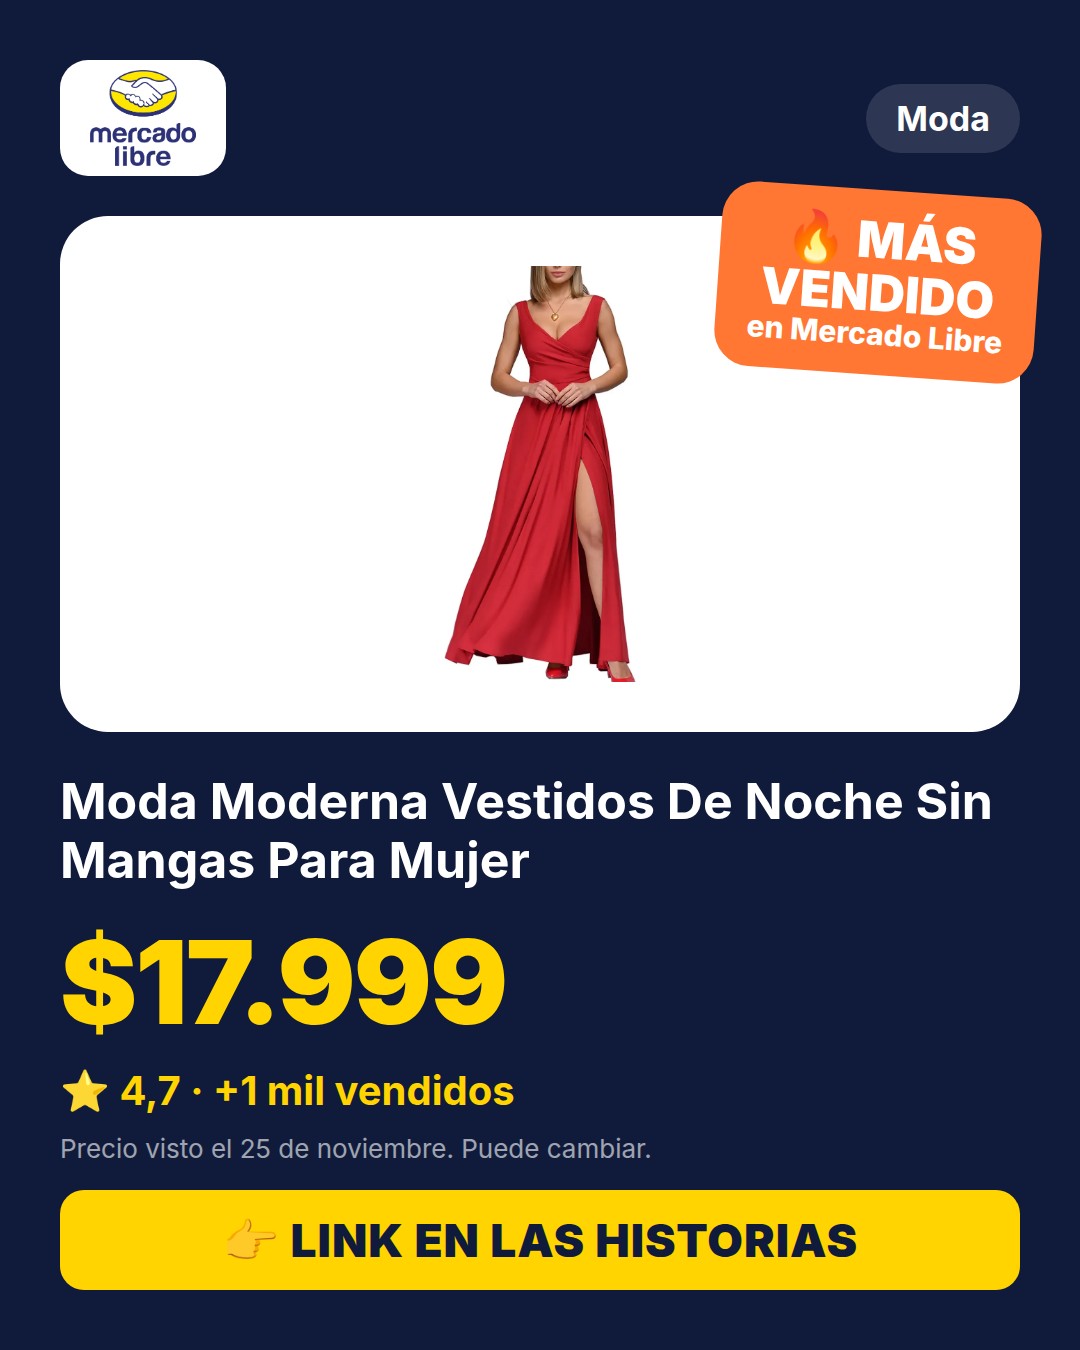 mercado
libre
Moda
🔥 MÁS
VENDIDO
en Mercado Libre
Moda Moderna Vestidos De Noche Sin
Mangas Para Mujer
$17.999
⭐ 4,7 · +1 mil vendidos
Precio visto el 25 de noviembre. Puede cambiar.
👉 LINK EN LAS HISTORIAS